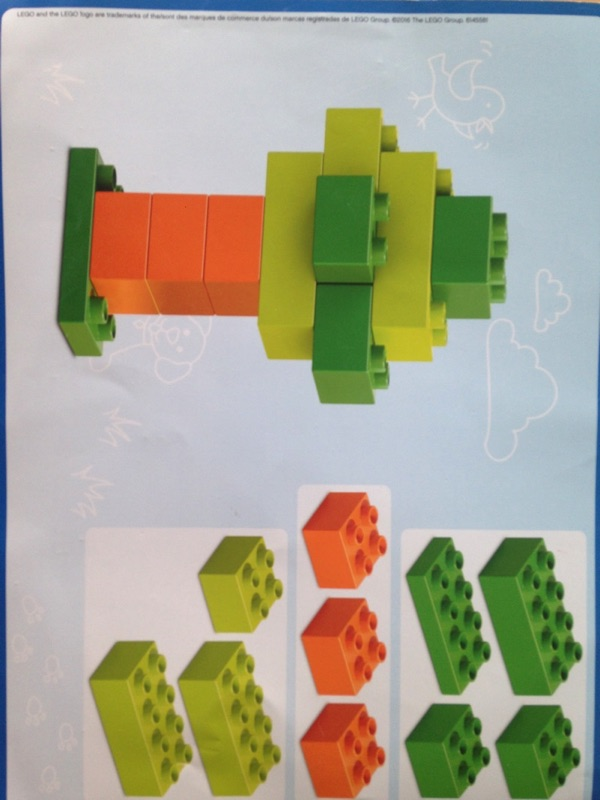 LEGO and the LEGO logo are trademarks of the/sont des marques de commerce du/son marcas registradas de LEGO Group. ©2016 The LEGO Group.